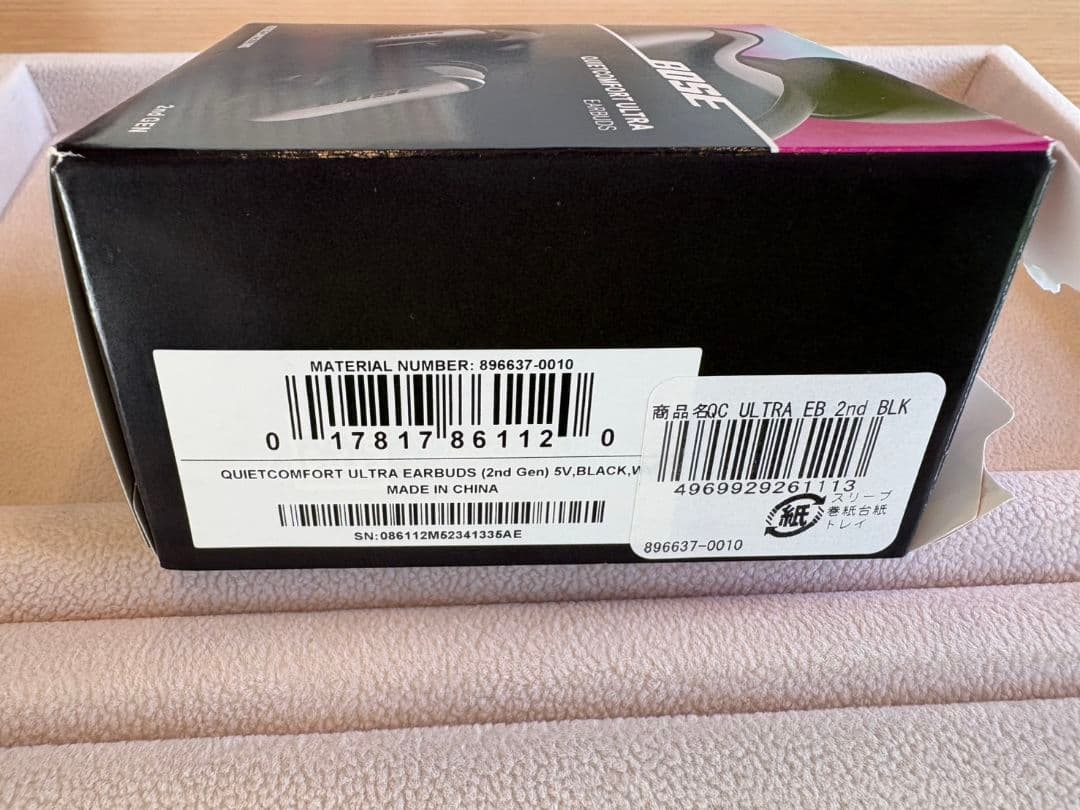 2nd GEN
BOSE
QUIETCOMFORT ULTRA
EARBUDS
MATERIAL NUMBER: 896637-0010
0 17817 86112 0
QUIETCOMFORT ULTRA EARBUDS (2nd Gen) 5V,BLACK,W
MADE IN CHINA
SN:086112M52341335AE
商品名QC ULTRA EB 2nd BLK
4969929261113
紙
スリーブ
巻紙台紙
トレイ
896637-0010